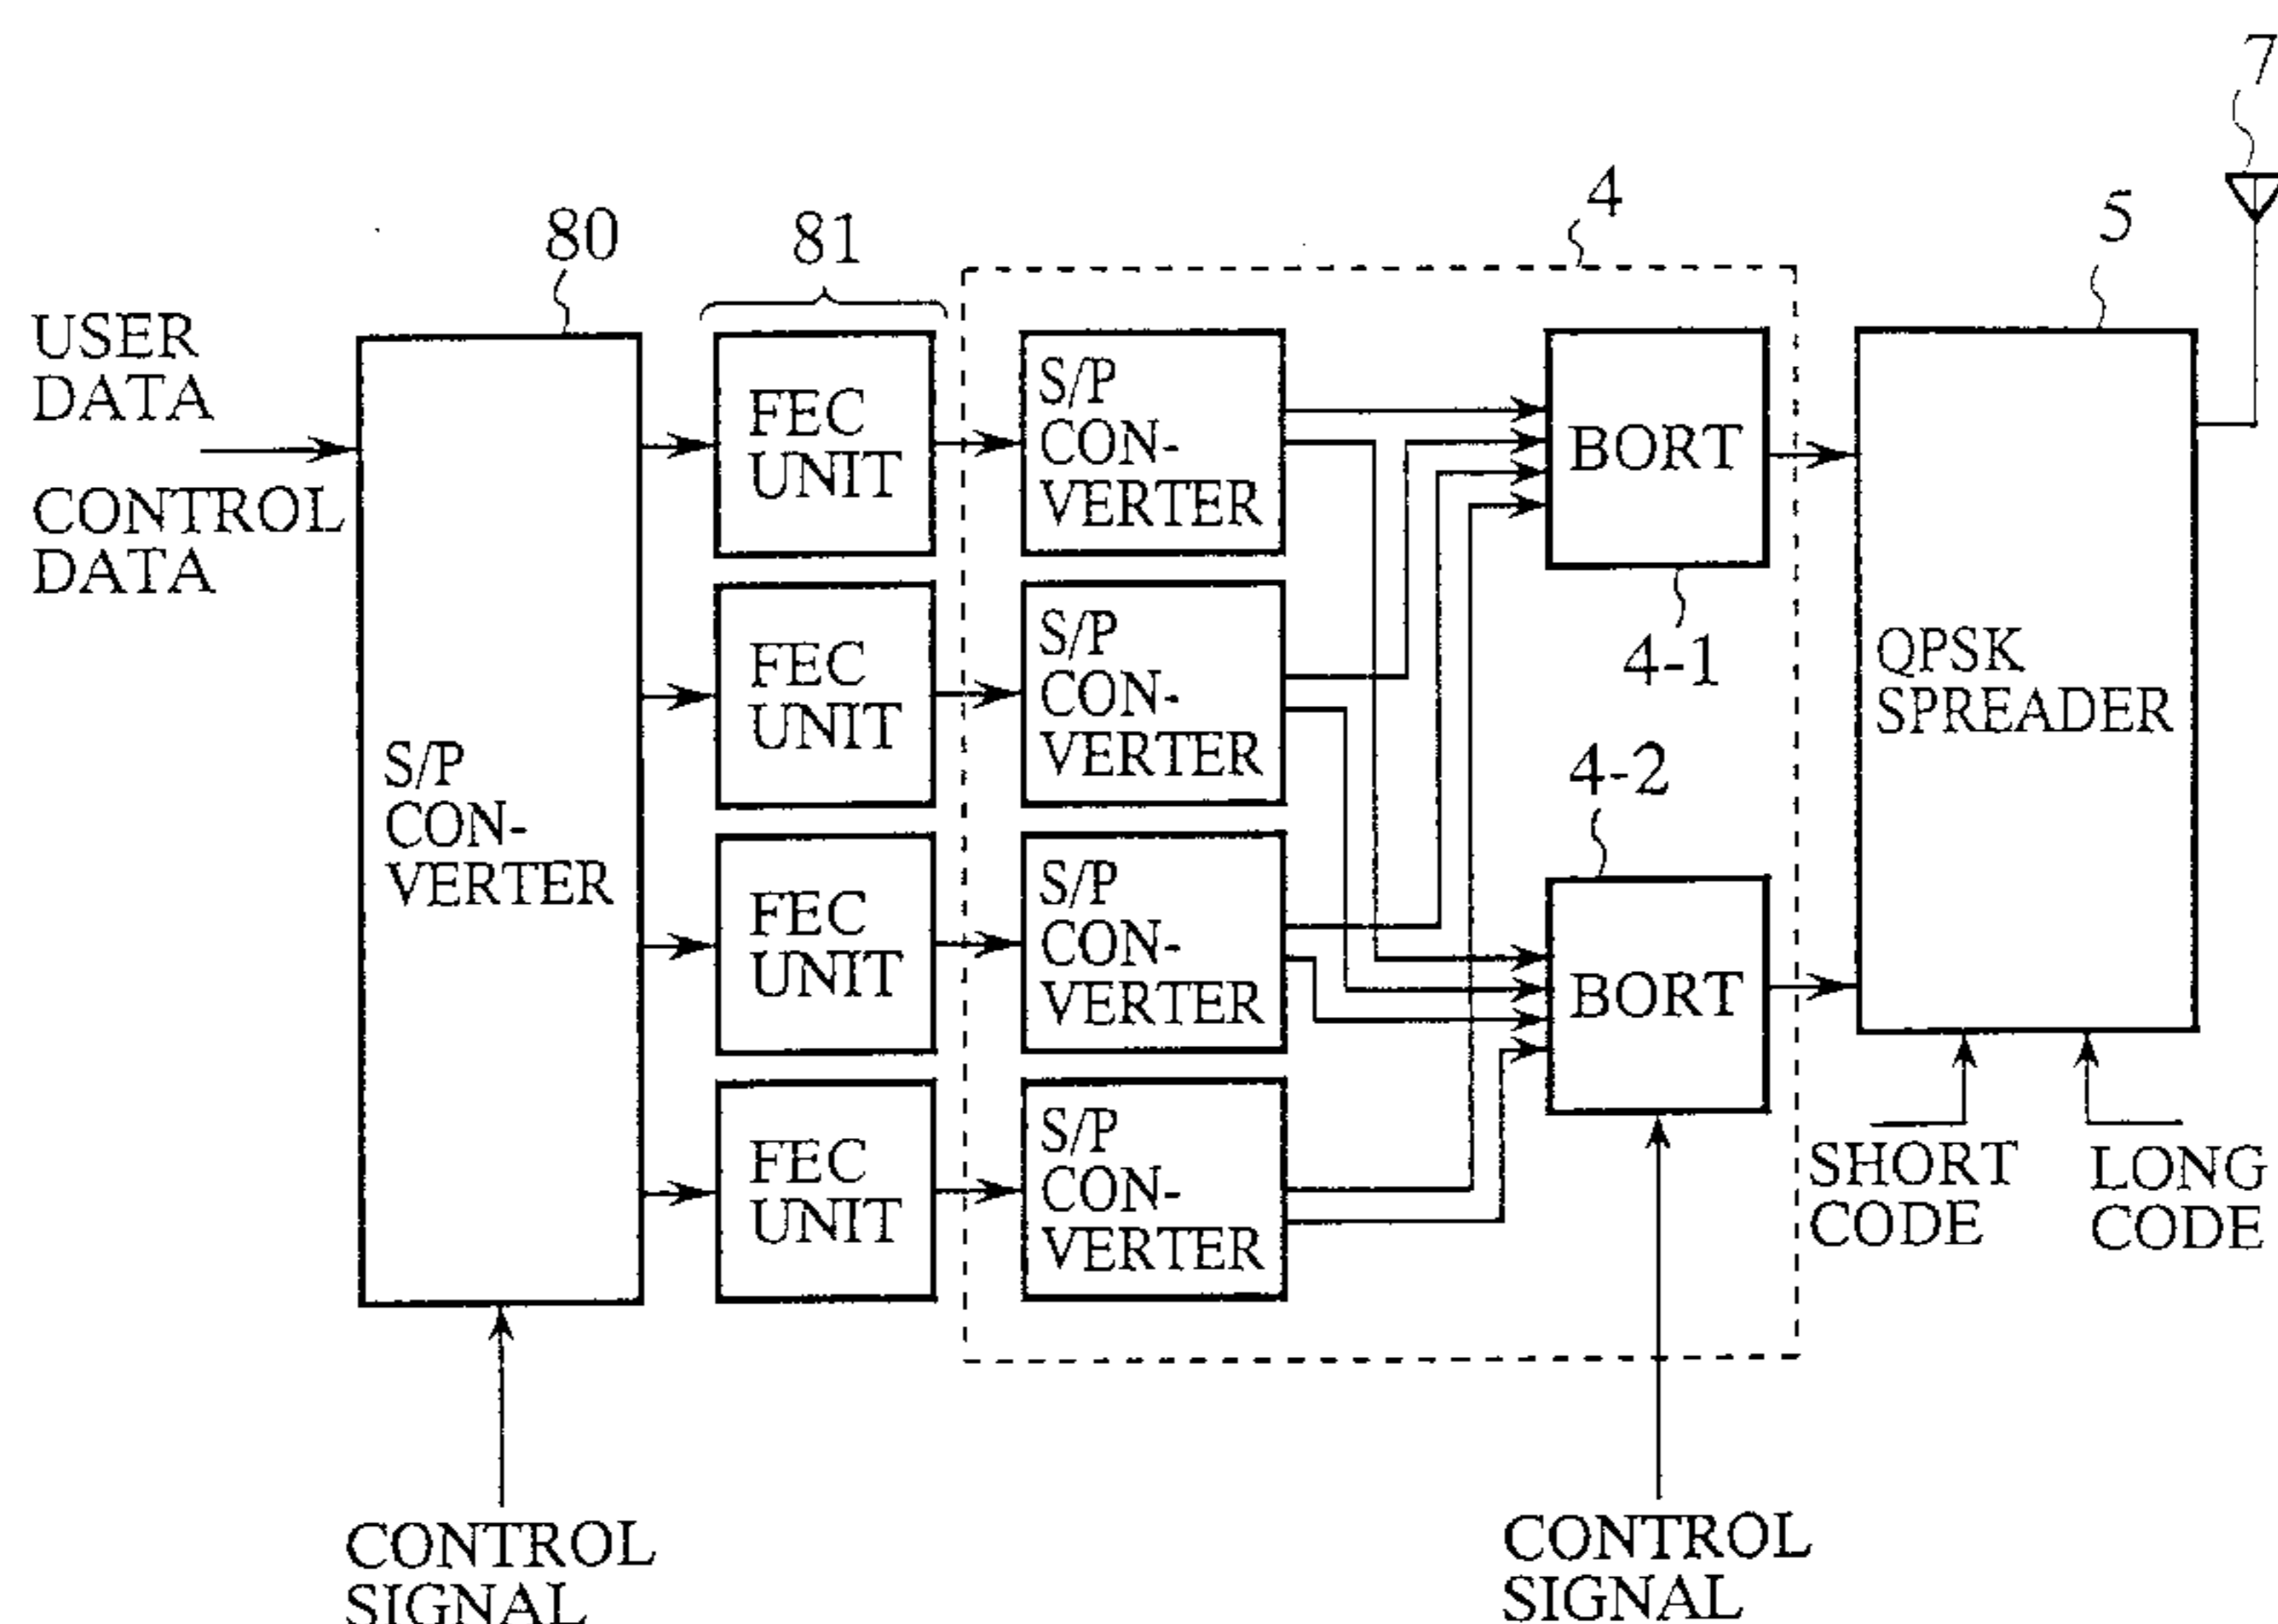 7
4
5
80
81
USER
DATA
CONTROL
DATA
S/P
CON-
VERTER
FEC
UNIT
FEC
UNIT
FEC
UNIT
FEC
UNIT
S/P
CON-
VERTER
S/P
CON-
VERTER
S/P
CON-
VERTER
S/P
CON-
VERTER
BORT
4-1
4-2
BORT
QPSK
SPREADER
SHORT
CODE
LONG
CODE
CONTROL
SIGNAL
CONTROL
SIGNAL